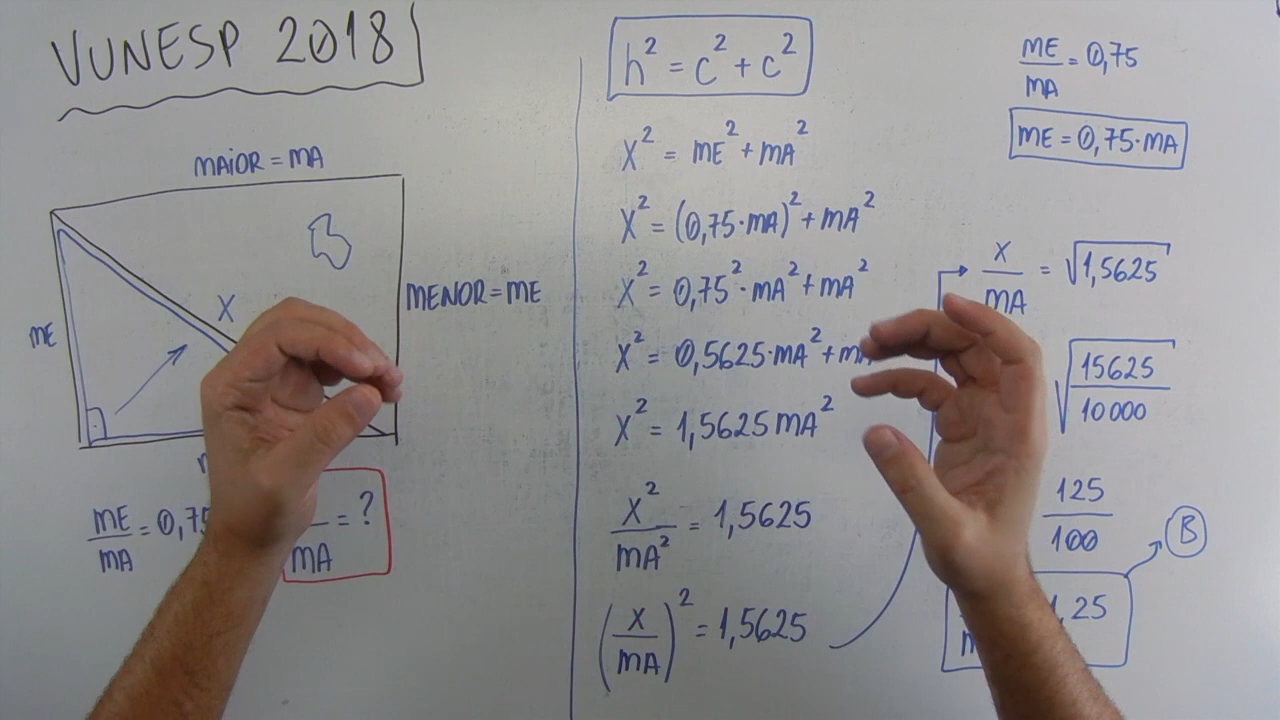 VUNESP 2018
MAIOR = MA
X
MENOR = ME
ME
ME/MA = 0,75
MA = ?
h² = c² + c²
X² = ME² + MA²
X² = (0,75·MA)² + MA²
X² = 0,75²·MA² + MA²
X² = 0,5625·MA² + MA
X² = 1,5625 MA²
X²/MA² = 1,5625
(X/MA)² = 1,5625
ME/MA = 0,75
ME = 0,75·MA
X/MA = √1,5625
√15625/10000
125/100
B
,25